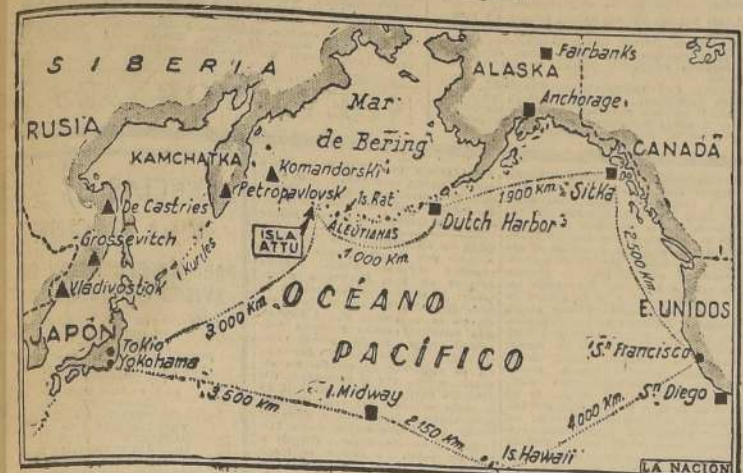 Fairbanks
SIBERIA
ALASKA
Mar
de Bering
Anchorage
RUSIA
CANADÁ
KAMCHATKA
Komandorski
Petropavlovsk
Is. Rat
1900 Km.
Sitka
De Castries
ISLA
ATTU
ALEUTIANAS
Dutch Harbor
Grossevitch
I. Kuriles
1.000 Km.
2.500 Km.
Vladivostok
3.000 Km.
OCÉANO
E. UNIDOS
JAPÓN
Tokio
Yokohama
PACÍFICO
Sn Francisco
3.500 Km.
I. Midway
4.000 Km.
Sn Diego
2.150 Km.
Is. Hawaii
LA NACIÓN